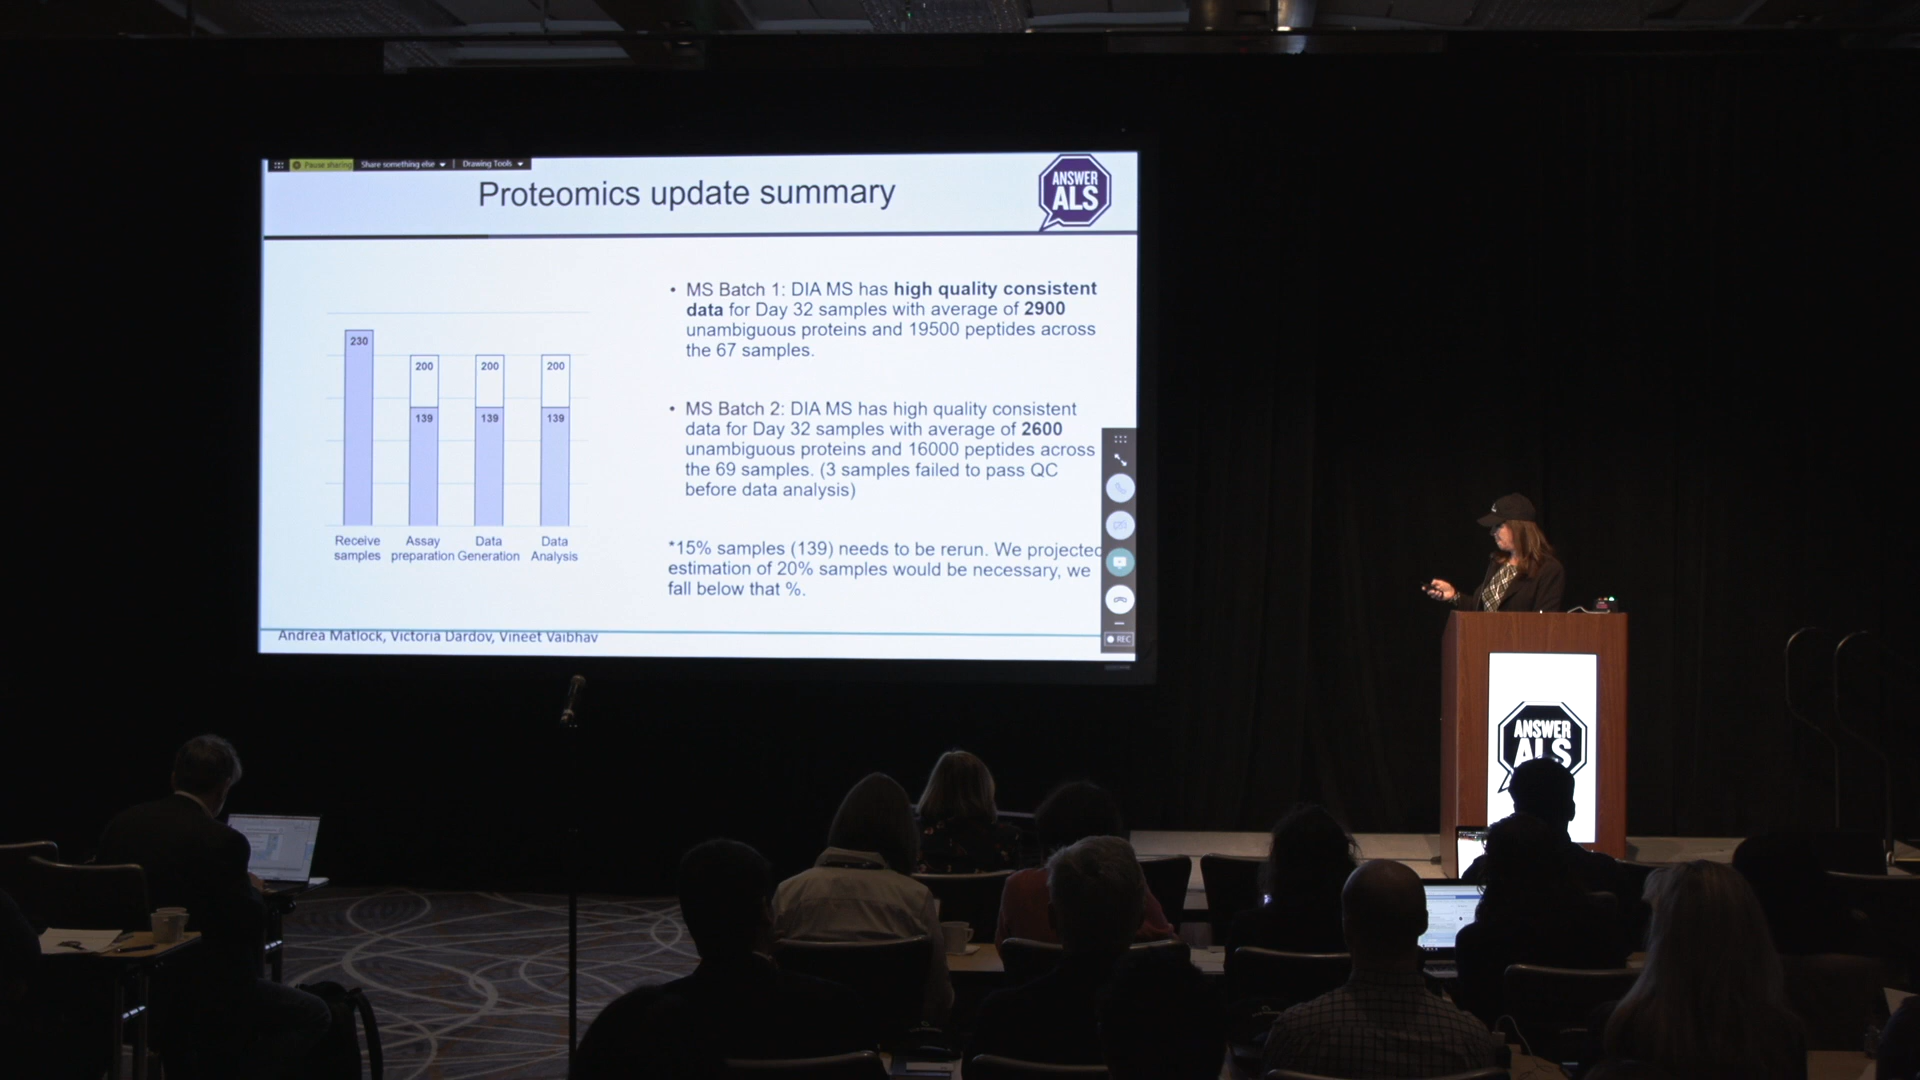 Pause sharing Share something else Drawing Tools
Proteomics update summary
ANSWER
ALS
230
200
200
200
139
139
139
Receive samples
Assay preparation
Data Generation
Data Analysis
• MS Batch 1: DIA MS has high quality consistent
data for Day 32 samples with average of 2900
unambiguous proteins and 19500 peptides across
the 67 samples.
• MS Batch 2: DIA MS has high quality consistent
data for Day 32 samples with average of 2600
unambiguous proteins and 16000 peptides across
the 69 samples. (3 samples failed to pass QC
before data analysis)
*15% samples (139) needs to be rerun. We projected
estimation of 20% samples would be necessary, we
fall below that %.
REC
Andrea Matlock, Victoria Dardov, Vineet Vaibhav
ANSWER
ALS